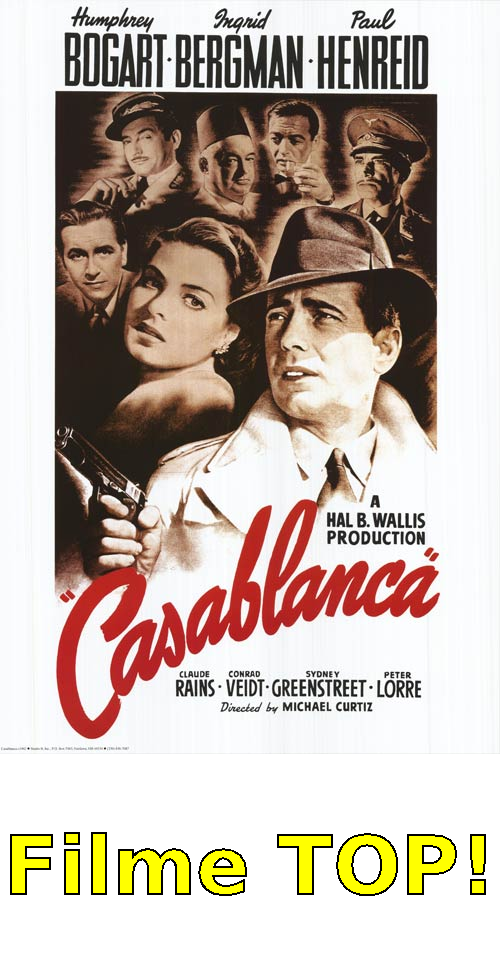 Humphrey Ingrid Paul
BOGART · BERGMAN · HENREID
A
HAL B. WALLIS
PRODUCTION
"Casablanca"
CLAUDE CONRAD SYDNEY PETER
RAINS · VEIDT · GREENSTREET · LORRE
Directed by MICHAEL CURTIZ
Filme TOP!